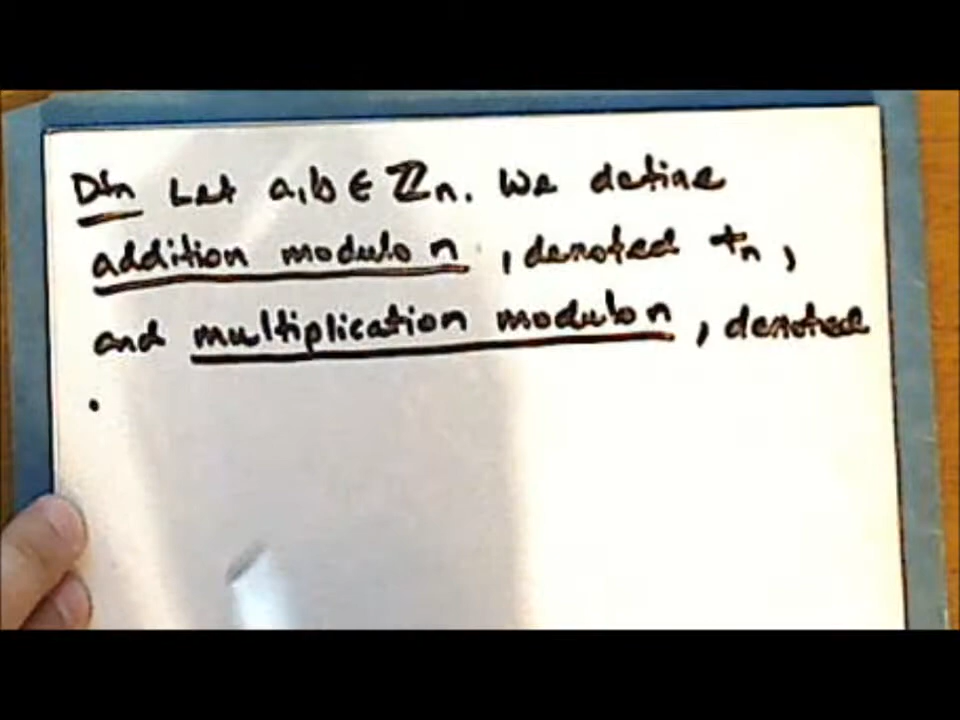 Dfn Let a,b ∈ ℤn. We define
addition modulo n , denoted +n ,
and multiplication modulo n , denoted
·